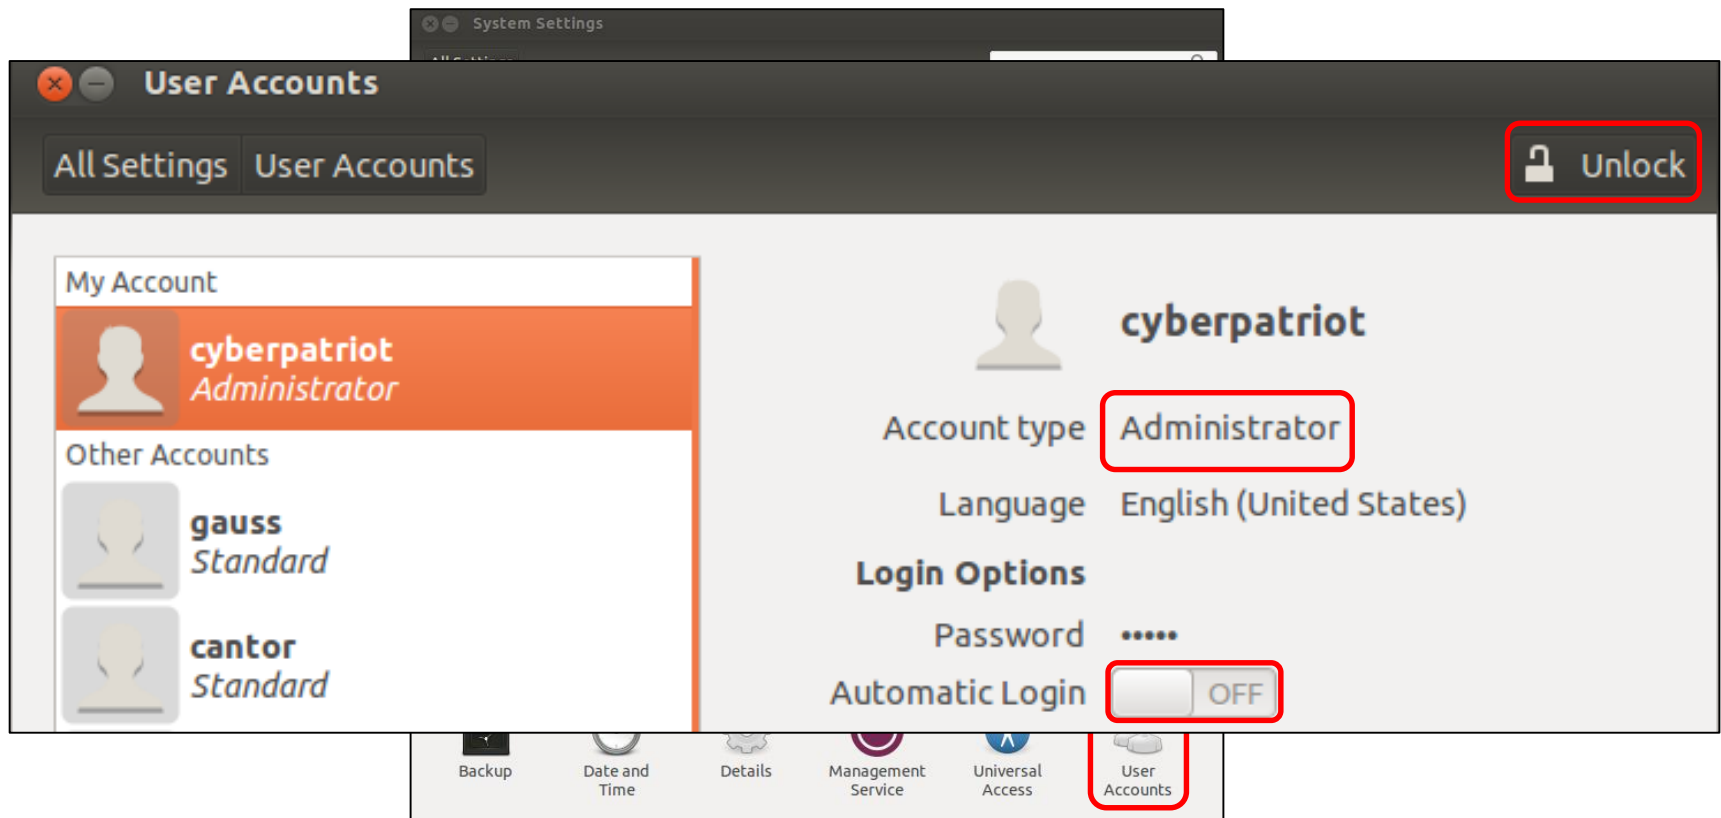 System Settings
All Settings
User Accounts
All Settings User Accounts
Unlock
My Account
cyberpatriot
Administrator
Other Accounts
gauss
Standard
cantor
Standard
cyberpatriot
Account type Administrator
Language English (United States)
Login Options
Password •••••
Automatic Login OFF
Backup
Date and
Time
Details
Management
Service
Universal
Access
User
Accounts